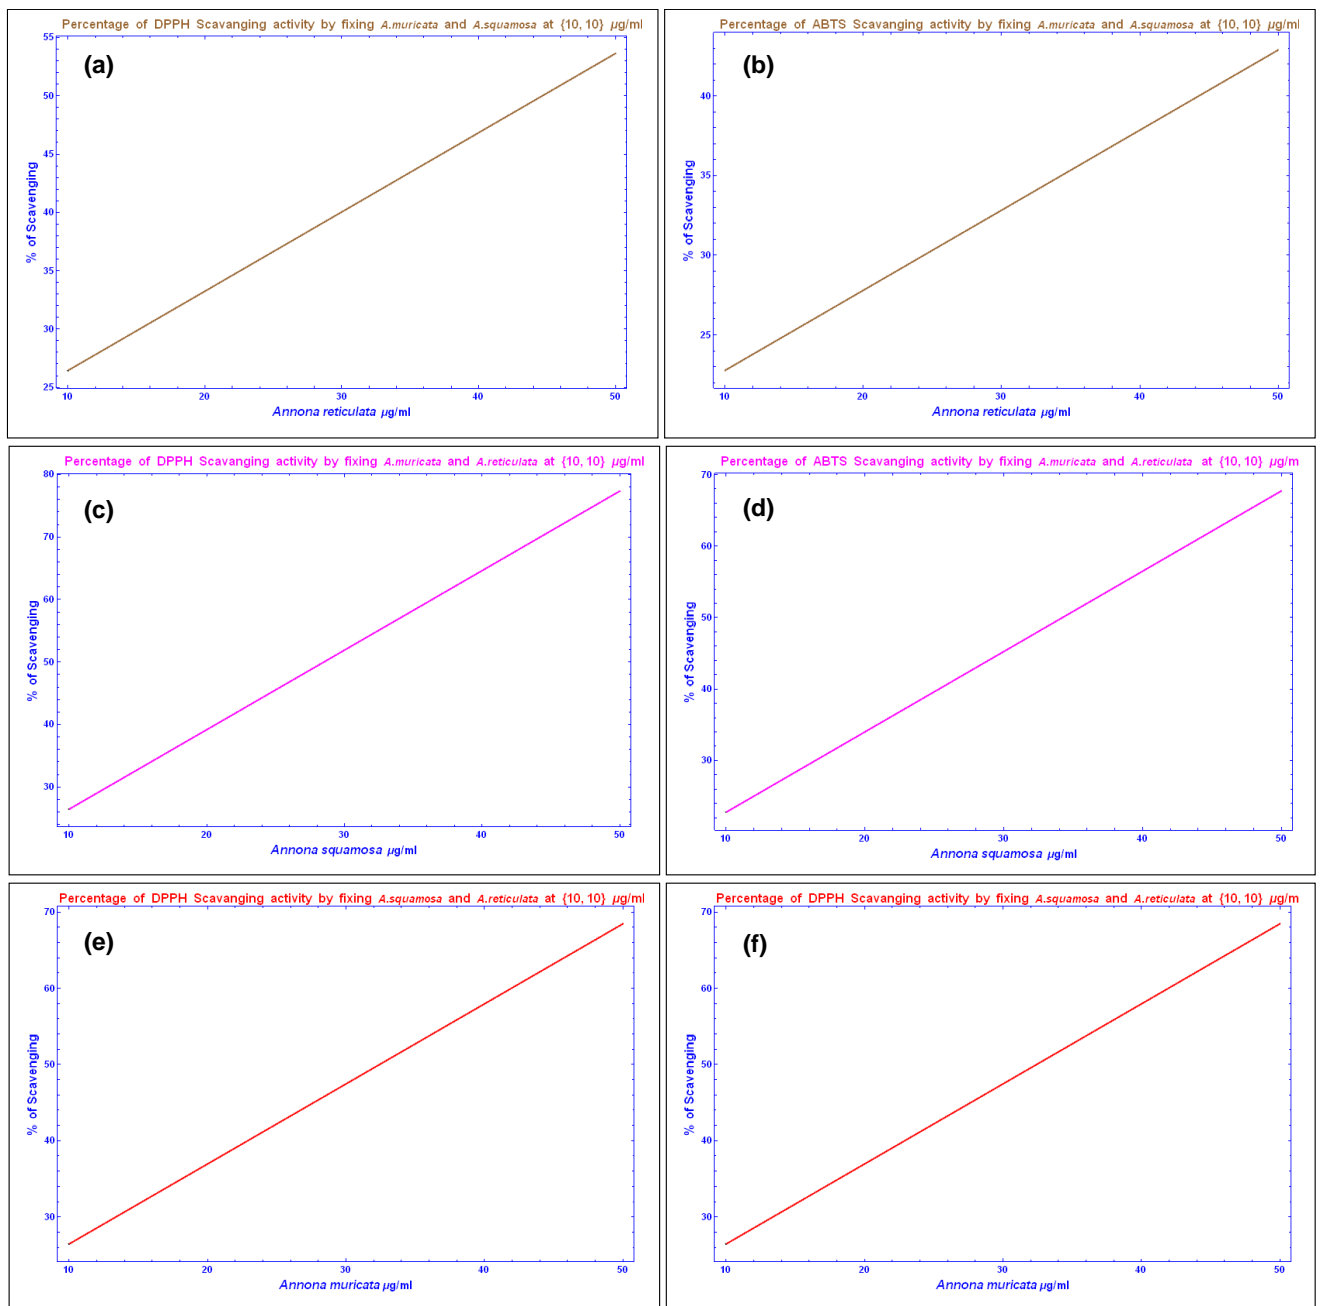 Percentage of DPPH Scavanging activity by fixing A.muricata and A.squamosa at {10, 10} µg/ml
(a)
55
50
45
40
35
30
25
% of Scavenging
10 20 30 40 50
Annona reticulata µg/ml
Percentage of ABTS Scavanging activity by fixing A.muricata and A.squamosa at {10, 10} µg/ml
(b)
40
35
30
25
% of Scavenging
10 20 30 40 50
Annona reticulata µg/ml
Percentage of DPPH Scavanging activity by fixing A.muricata and A.reticulata at {10, 10} µg/ml
(c)
80
70
60
50
40
30
% of Scavenging
10 20 30 40 50
Annona squamosa µg/ml
Percentage of ABTS Scavanging activity by fixing A.muricata and A.reticulata at {10, 10} µg/m
(d)
70
60
50
40
30
% of Scavenging
10 20 30 40 50
Annona squamosa µg/ml
Percentage of DPPH Scavanging activity by fixing A.squamosa and A.reticulata at {10, 10} µg/ml
(e)
70
60
50
40
30
% of Scavenging
10 20 30 40 50
Annona muricata µg/ml
Percentage of DPPH Scavanging activity by fixing A.squamosa and A.reticulata at {10, 10} µg/m
(f)
70
60
50
40
30
% of Scavenging
10 20 30 40 50
Annona muricata µg/ml